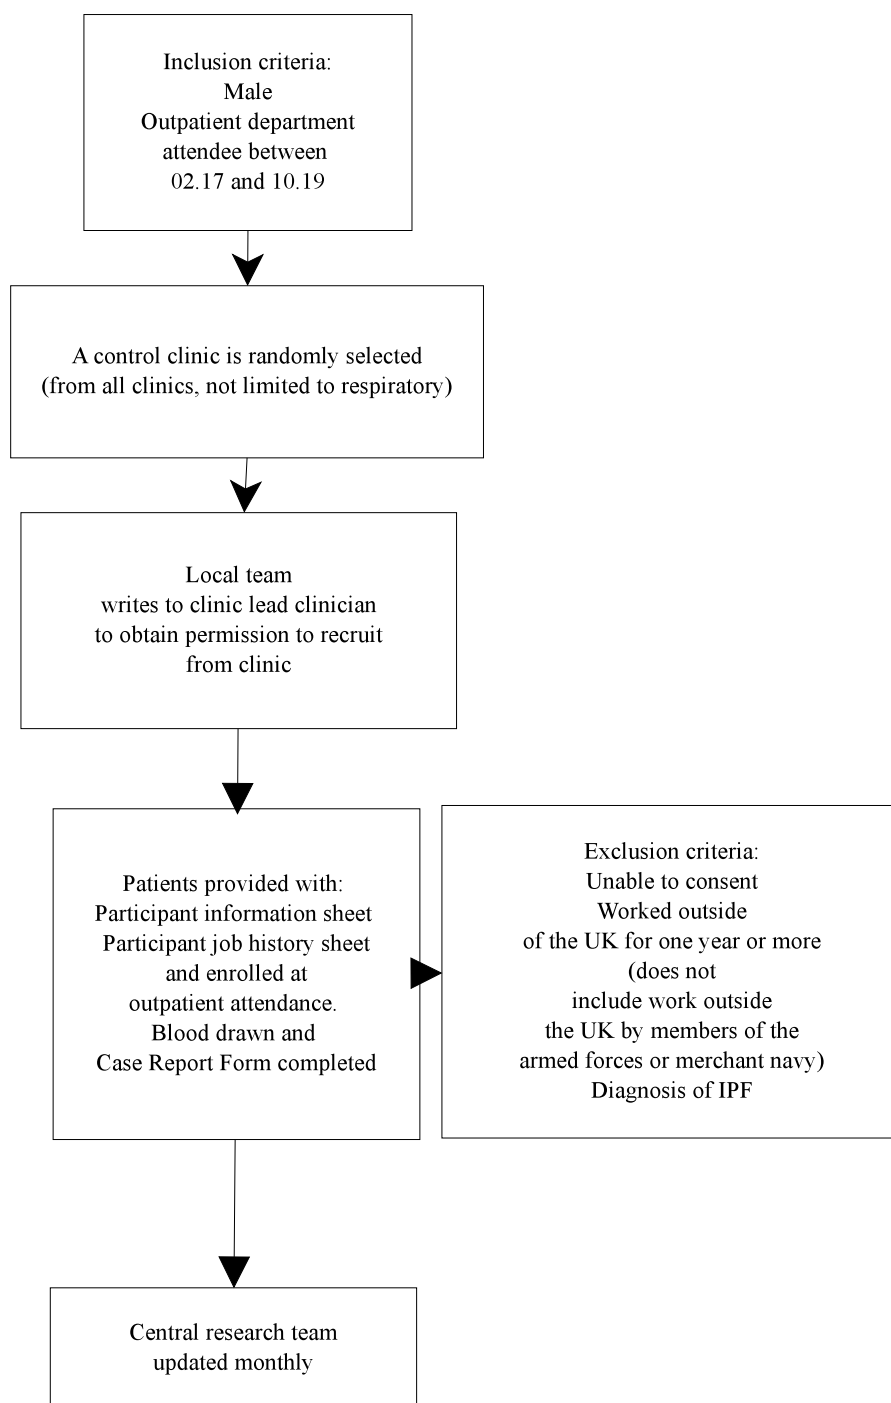 Inclusion criteria:
Male
Outpatient department
attendee between
02.17 and 10.19
A control clinic is randomly selected
(from all clinics, not limited to respiratory)
Local team
writes to clinic lead clinician
to obtain permission to recruit
from clinic
Patients provided with:
Participant information sheet
Participant job history sheet
and enrolled at
outpatient attendance.
Blood drawn and
Case Report Form completed
Exclusion criteria:
Unable to consent
Worked outside
of the UK for one year or more
(does not
include work outside
the UK by members of the
armed forces or merchant navy)
Diagnosis of IPF
Central research team
updated monthly